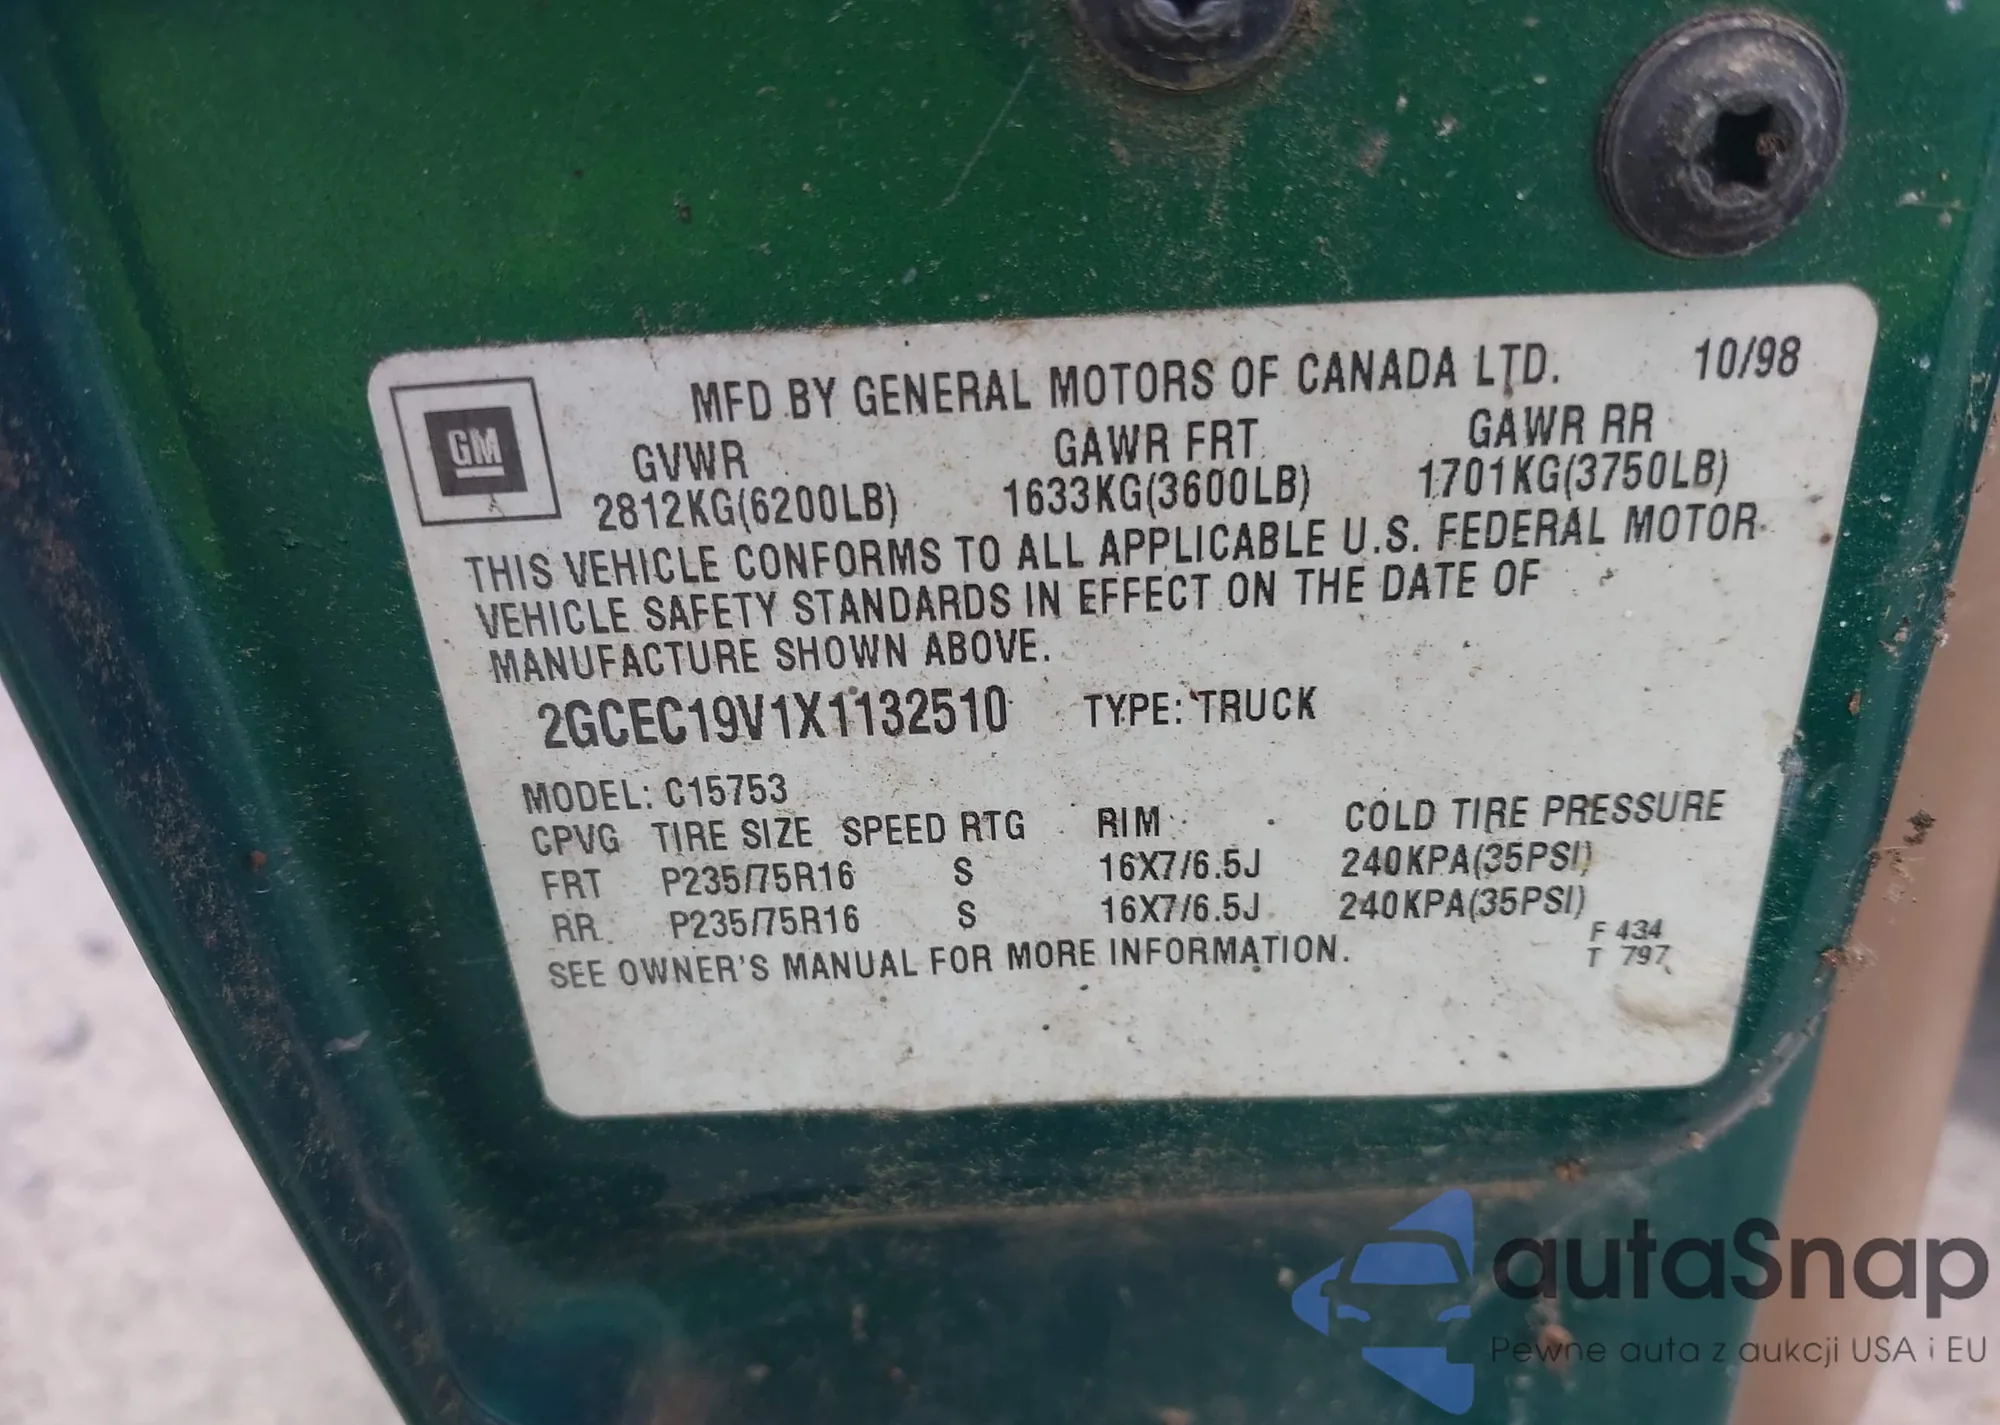 MFD BY GENERAL MOTORS OF CANADA LTD. 10/98
GM
GVWR GAWR FRT GAWR RR
2812KG(6200LB) 1633KG(3600LB) 1701KG(3750LB)
THIS VEHICLE CONFORMS TO ALL APPLICABLE U.S. FEDERAL MOTOR
VEHICLE SAFETY STANDARDS IN EFFECT ON THE DATE OF
MANUFACTURE SHOWN ABOVE.
2GCEC19V1X1132510 TYPE: TRUCK
MODEL: C15753
CPVG TIRE SIZE SPEED RTG RIM COLD TIRE PRESSURE
FRT P235/75R16 S 16X7/6.5J 240KPA(35PSI)
RR P235/75R16 S 16X7/6.5J 240KPA(35PSI)
F 434
SEE OWNER'S MANUAL FOR MORE INFORMATION. T 797
autaSnap
Pewne auta z aukcji USA i EU